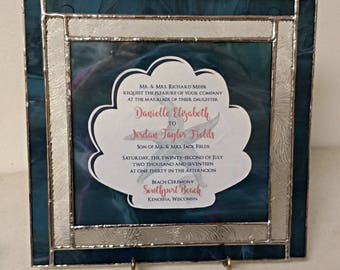 Mr. & Mrs. Richard Meier
request the pleasure of your company
at the marriage of their daughter
Danielle Elizabeth
to
Jordan Taylor Fields
Son of Mr. & Mrs. Jack Fields
Saturday, the twenty-second of July
two thousand and seventeen
at one thirty in the afternoon
Beach Ceremony
Southport Beach
Kenosha, Wisconsin